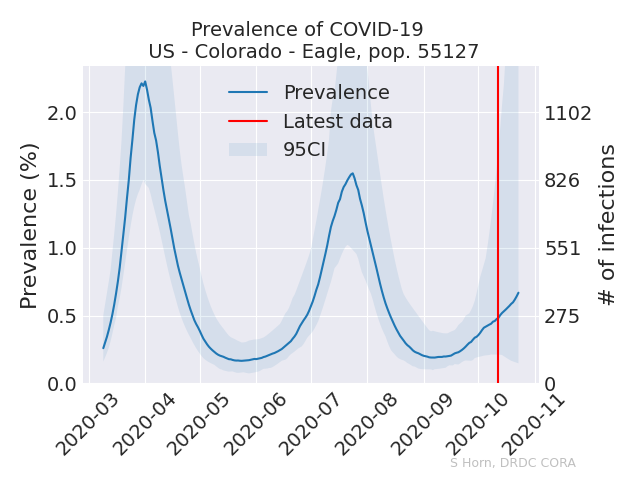 Prevalence of COVID-19
US - Colorado - Eagle, pop. 55127
Prevalence
Latest data
95CI
Prevalence (%)
2.0
1.5
1.0
0.5
0.0
1102
826
551
275
0
# of infections
2020-03
2020-04
2020-05
2020-06
2020-07
2020-08
2020-09
2020-10
2020-11
S Horn, DRDC CORA